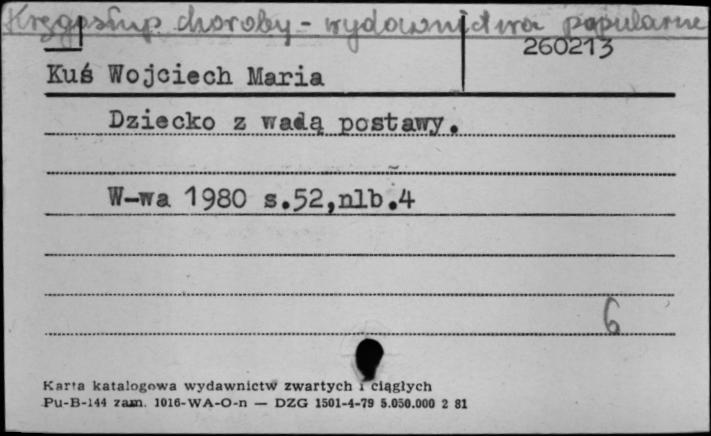 Kręgosłup choroby - wydawnictwa popularne
260213
Kuś Wojciech Maria
Dziecko z wadą postawy.
W-wa 1980 s.52,nlb.4
6
Karta katalogowa wydawnictw zwartych i ciągłych
Pu-B-144 zam. 1016-WA-O-n — DZG 1501-4-79 5.050.000 2 81